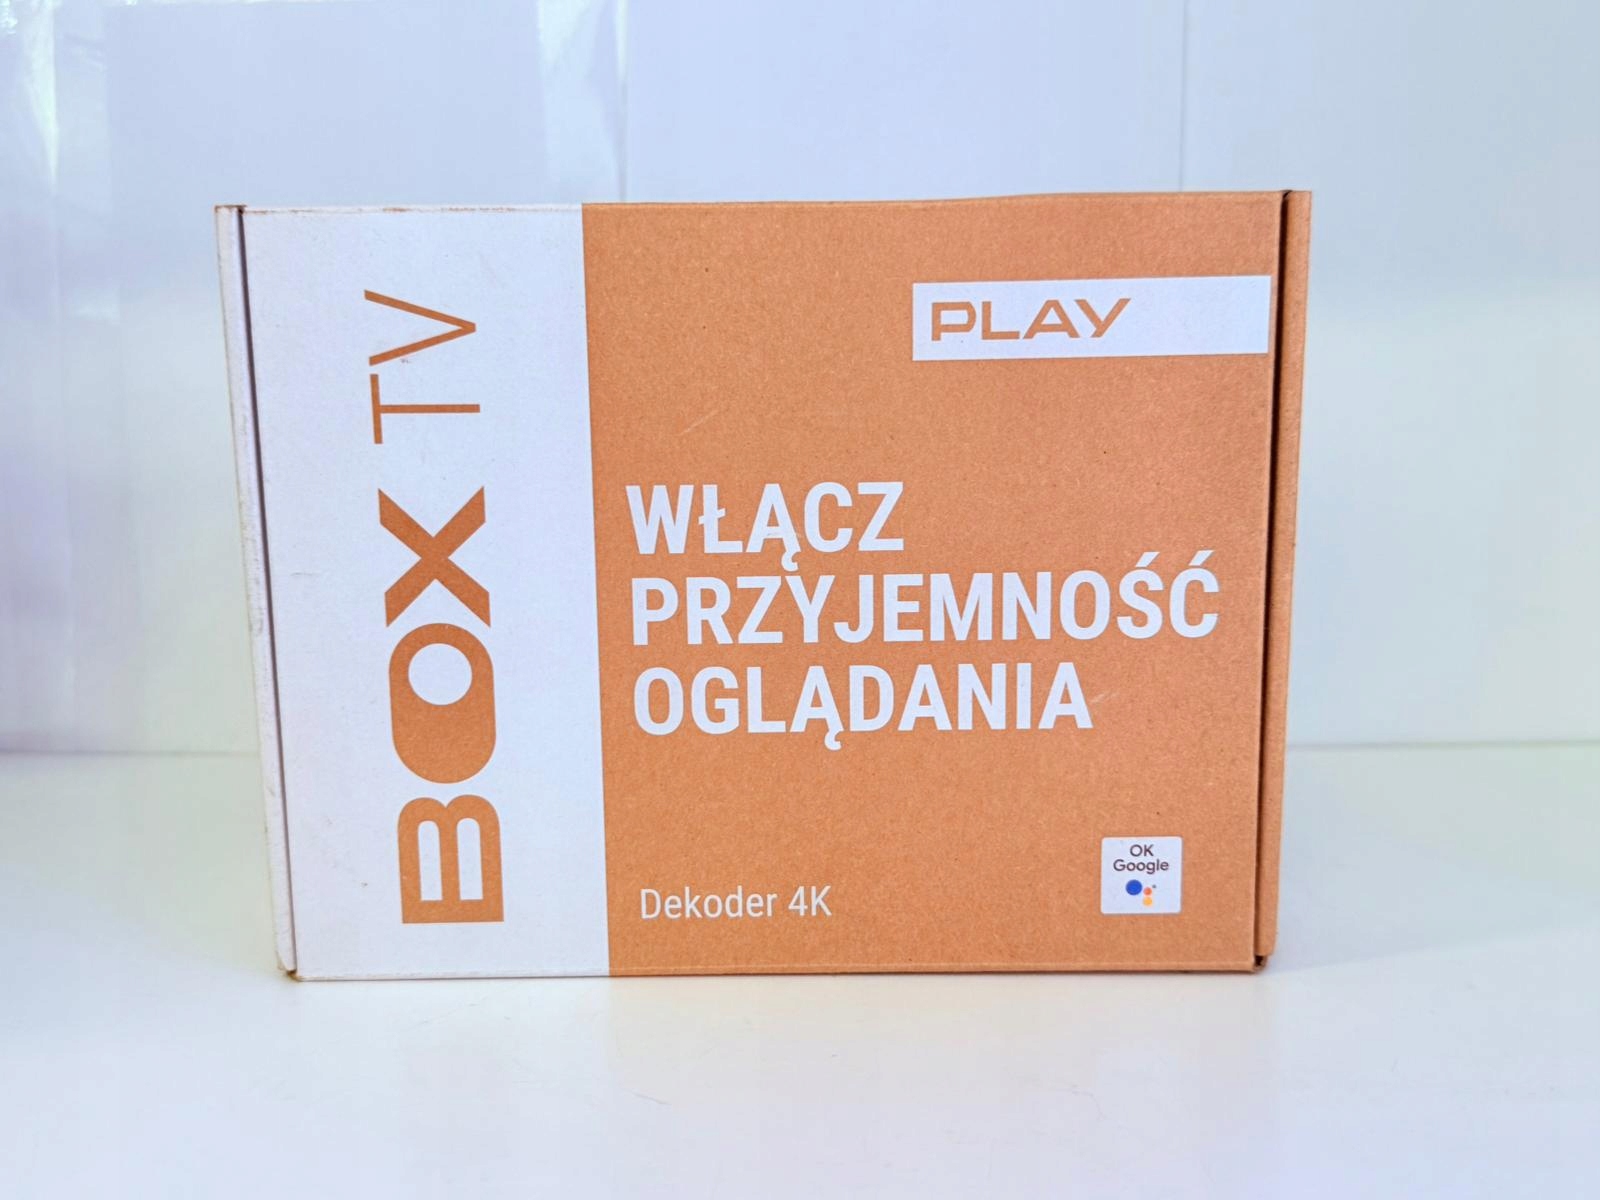 BOX TV
PLAY
WŁĄCZ
PRZYJEMNOŚĆ
OGLĄDANIA
Dekoder 4K
OK
Google